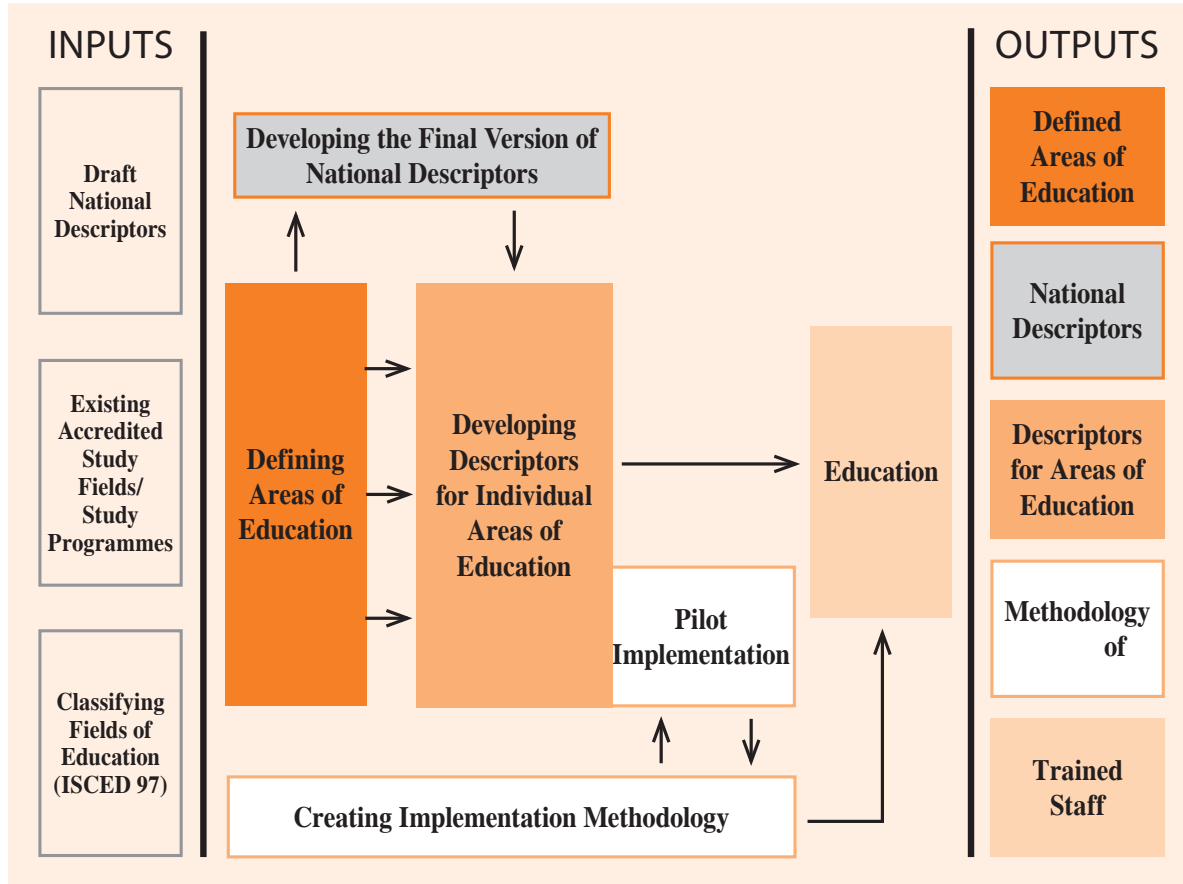 INPUTS
Draft
National
Descriptors
Existing
Accredited
Study
Fields/
Study
Programmes
Classifying
Fields of
Education
(ISCED 97)
Developing the Final Version of
National Descriptors
Defining
Areas of
Education
Developing
Descriptors
for Individual
Areas of
Education
Pilot
Implementation
Creating Implementation Methodology
Education
OUTPUTS
Defined
Areas of
Education
National
Descriptors
Descriptors
for Areas of
Education
Methodology
of
Trained
Staff